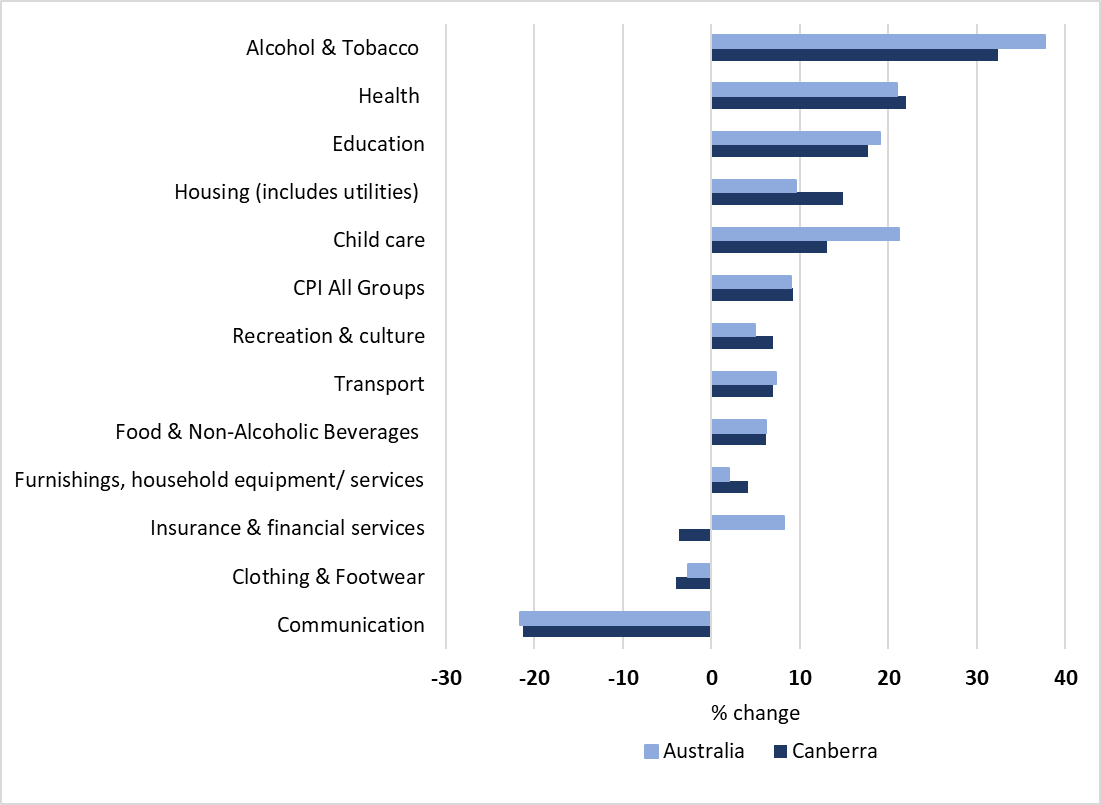 Alcohol & Tobacco
Health
Education
Housing (includes utilities)
Child care
CPI All Groups
Recreation & culture
Transport
Food & Non-Alcoholic Beverages
Furnishings, household equipment/ services
Insurance & financial services
Clothing & Footwear
Communication
-30 -20 -10 0 10 20 30 40
% change
Australia Canberra